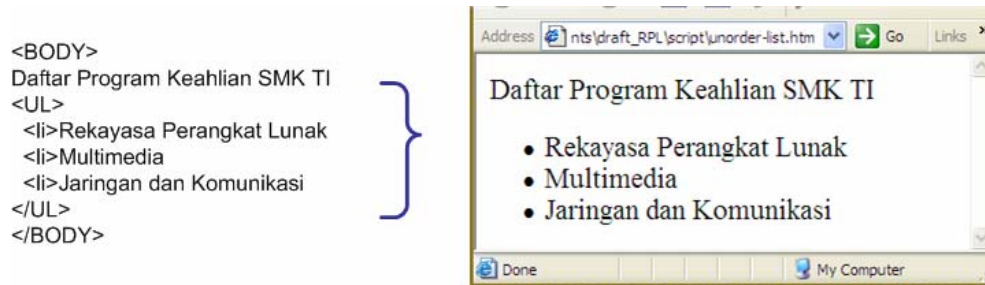 <BODY>
Daftar Program Keahlian SMK TI
<UL>
<li>Rekayasa Perangkat Lunak
<li>Multimedia
<li>Jaringan dan Komunikasi
</UL>
</BODY>
Address nts\draft_RPL\script\unorder-list.htm Go Links »
Daftar Program Keahlian SMK TI
• Rekayasa Perangkat Lunak
• Multimedia
• Jaringan dan Komunikasi
Done My Computer